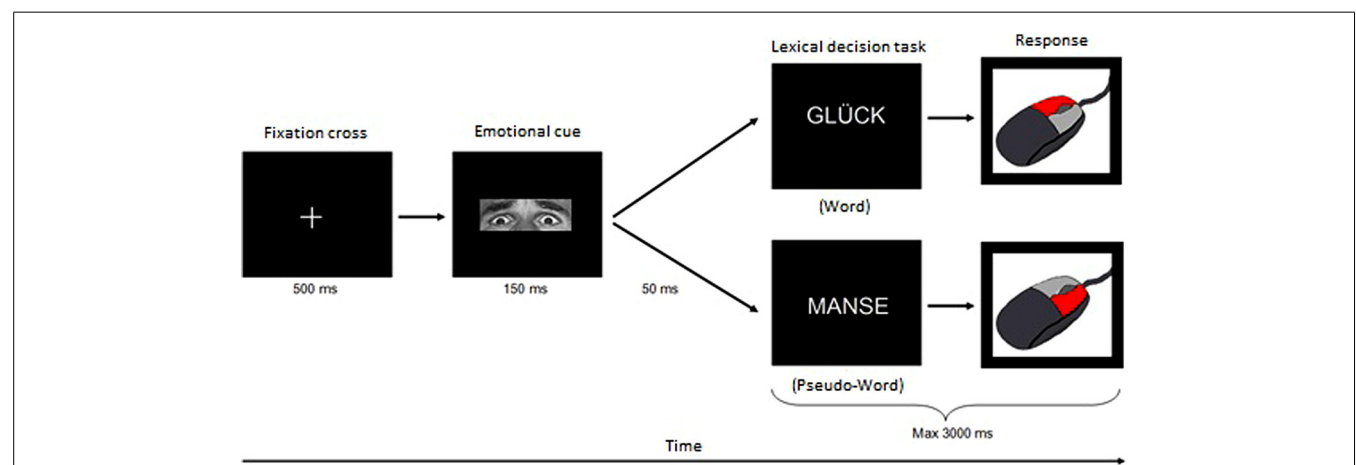 Fixation cross
500 ms
Emotional cue
150 ms
50 ms
Lexical decision task
GLÜCK
(Word)
Response
MANSE
(Pseudo-Word)
Max 3000 ms
Time